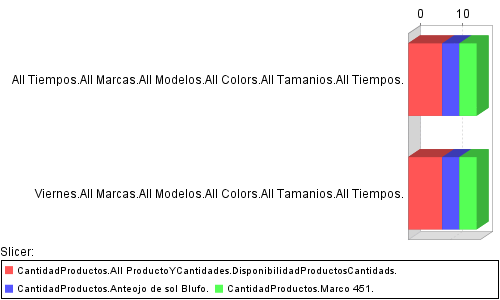 0 10
All Tiempos.All Marcas.All Modelos.All Colors.All Tamanios.All Tiempos.
Viernes.All Marcas.All Modelos.All Colors.All Tamanios.All Tiempos.
Slicer:
CantidadProductos.All ProductoYCantidades.DisponibilidadProductosCantidads.
CantidadProductos.Anteojo de sol Blufo. CantidadProductos.Marco 451.